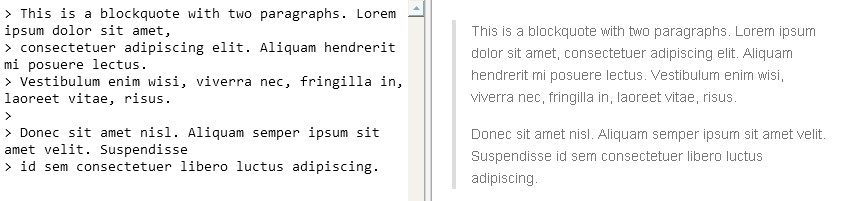 > This is a blockquote with two paragraphs. Lorem
ipsum dolor sit amet,
> consectetuer adipiscing elit. Aliquam hendrerit
mi posuere lectus.
> Vestibulum enim wisi, viverra nec, fringilla in,
laoreet vitae, risus.
>
> Donec sit amet nisl. Aliquam semper ipsum sit
amet velit. Suspendisse
> id sem consectetuer libero luctus adipiscing.
This is a blockquote with two paragraphs. Lorem ipsum
dolor sit amet, consectetuer adipiscing elit. Aliquam
hendrerit mi posuere lectus. Vestibulum enim wisi,
viverra nec, fringilla in, laoreet vitae, risus.
Donec sit amet nisl. Aliquam semper ipsum sit amet velit.
Suspendisse id sem consectetuer libero luctus
adipiscing.